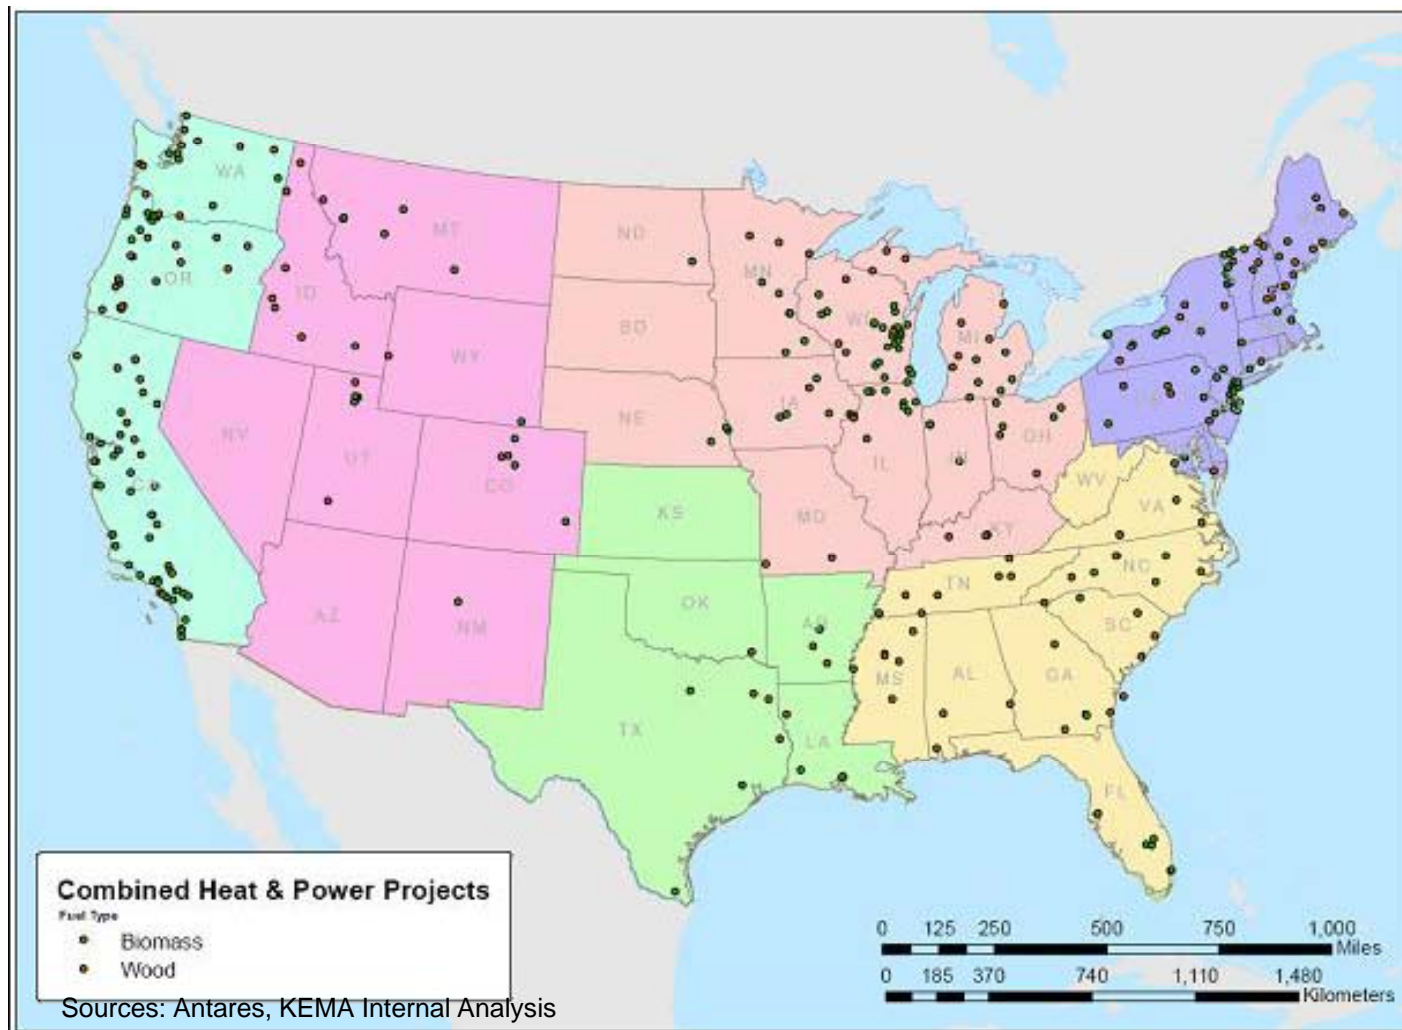 WA
MT
ND
MN
OR
ID
SD
WI
MI
WY
IA
NE
PA
NV
UT
CO
IL
IN
OH
WV
VA
KS
MO
KY
NC
TN
OK
AR
AZ
NM
SC
MS
AL
GA
TX
LA
FL
Combined Heat & Power Projects
Fuel Type
Biomass
Wood
Sources: Antares, KEMA Internal Analysis
0 125 250 500 750 1,000
Miles
0 185 370 740 1,110 1,480
Kilometers